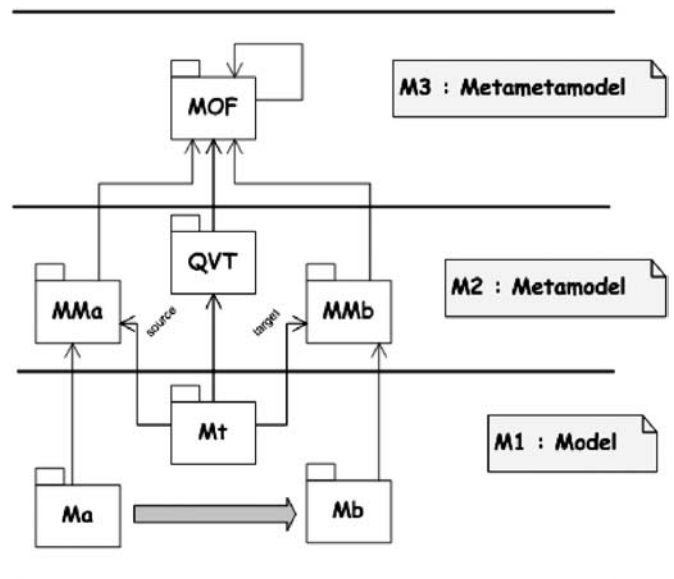 MOF
M3 : Metametamodel
QVT
MMa
source
target
MMb
M2 : Metamodel
Mt
M1 : Model
Ma
Mb